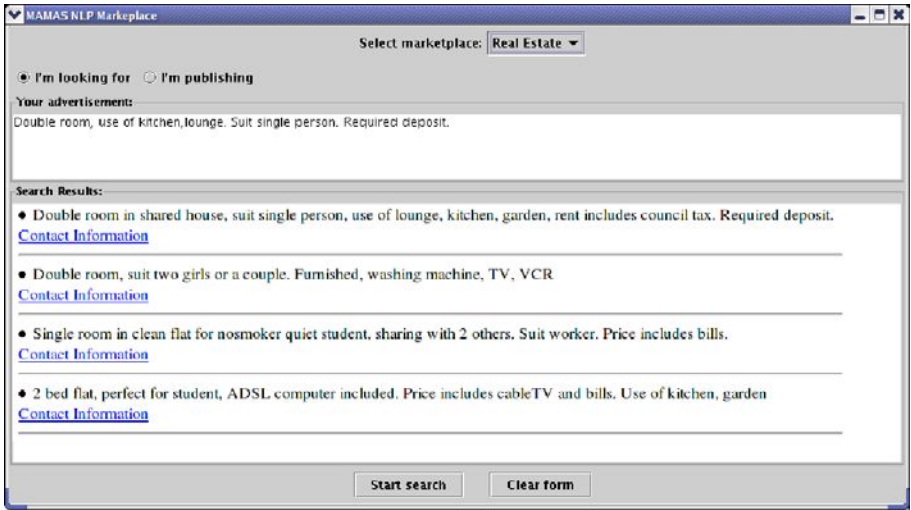 MAMAS NLP Markeplace
Select marketplace: Real Estate
I'm looking for I'm publishing
Your advertisement:
Double room, use of kitchen,lounge. Suit single person. Required deposit.
Search Results:
• Double room in shared house, suit single person, use of lounge, kitchen, garden, rent includes council tax. Required deposit.
Contact Information
• Double room, suit two girls or a couple. Furnished, washing machine, TV, VCR
Contact Information
• Single room in clean flat for nosmoker quiet student, sharing with 2 others. Suit worker. Price includes bills.
Contact Information
• 2 bed flat, perfect for student, ADSL computer included. Price includes cableTV and bills. Use of kitchen, garden
Contact Information
Start search Clear form